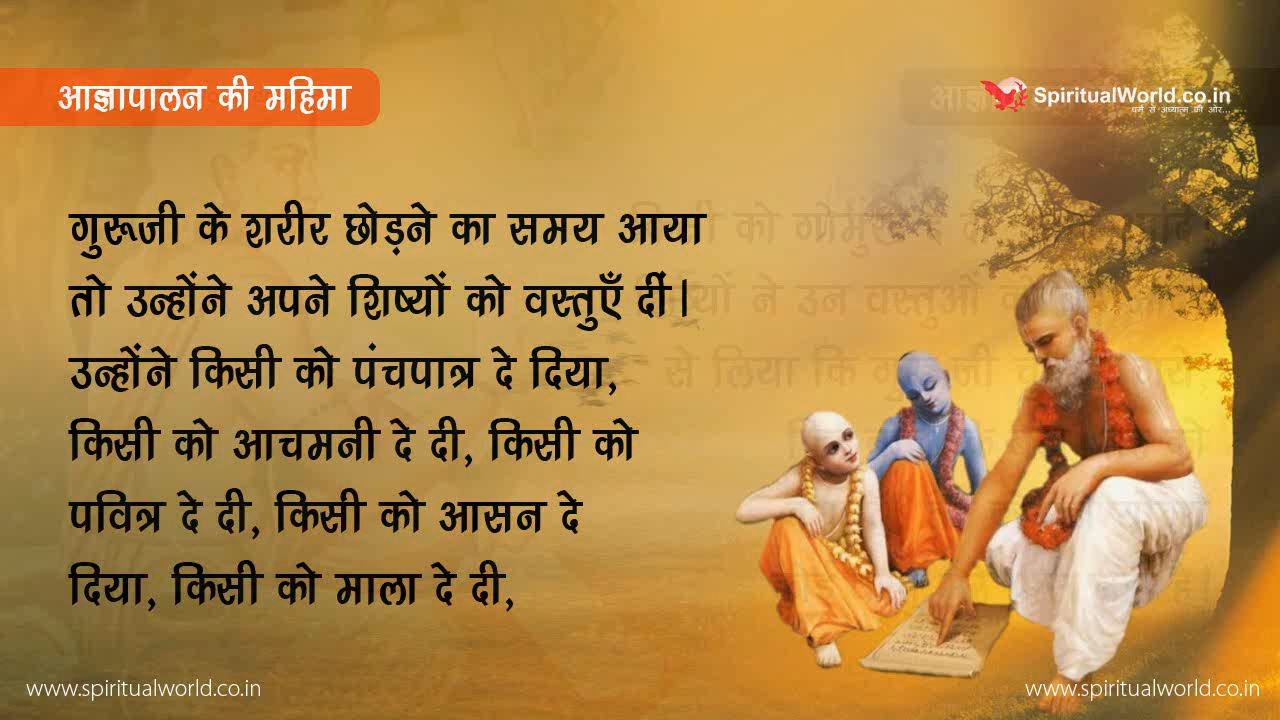 आज्ञापालन की महिमा
SpiritualWorld.co.in
धर्म से अध्यात्म की ओर...
गुरूजी के शरीर छोड़ने का समय आया
तो उन्होंने अपने शिष्यों को वस्तुएँ दीं।
उन्होंने किसी को पंचपात्र दे दिया,
किसी को आचमनी दे दी, किसी को
पवित्र दे दी, किसी को आसन दे
दिया, किसी को माला दे दी,
www.spiritualworld.co.in
www.spiritualworld.co.in